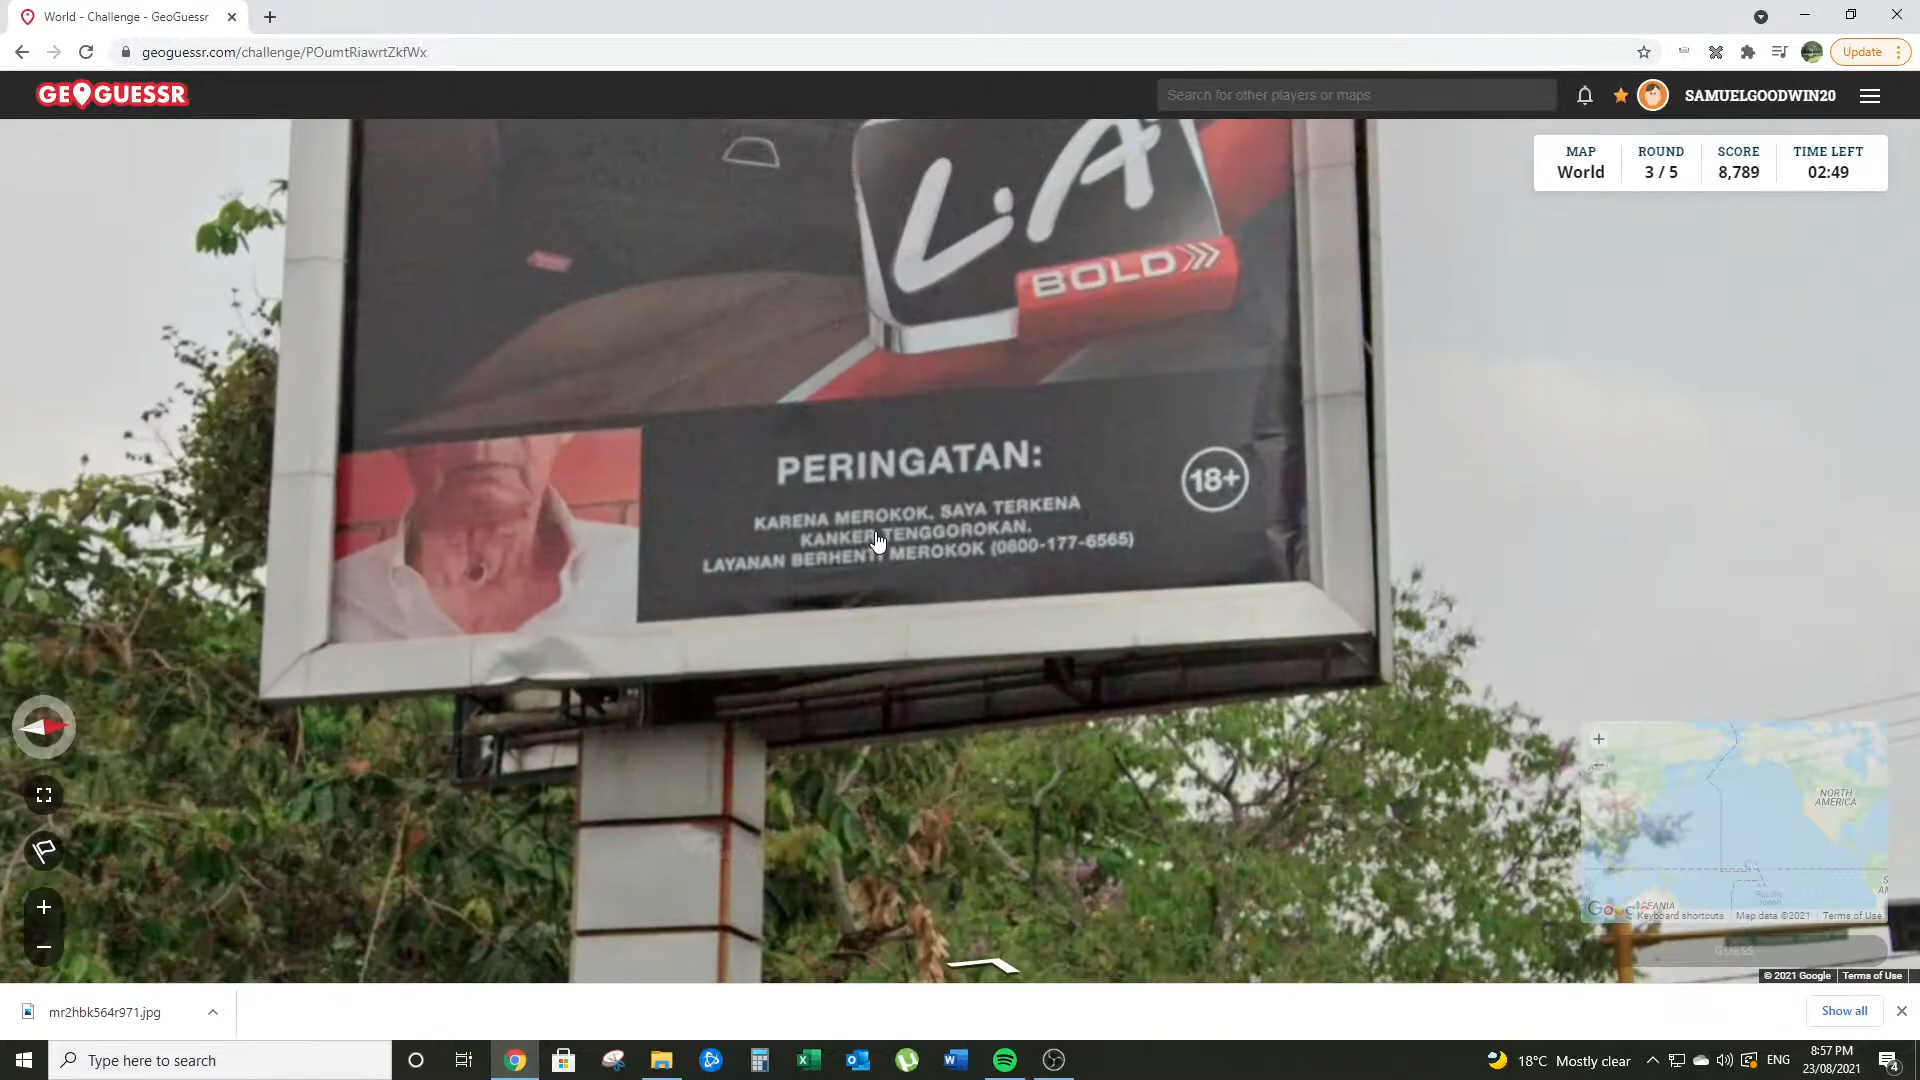 World - Challenge - GeoGuessr
geoguessr.com/challenge/POumtRiawrtZkfWx
Update
GEOGUESSR
Search for other players or maps
SAMUELGOODWIN20
MAP ROUND SCORE TIME LEFT
World 3 / 5 8,789 02:49
L.A
BOLD
PERINGATAN:
18+
KARENA MEROKOK, SAYA TERKENA
KANKER TENGGOROKAN.
LAYANAN BERHENTI MEROKOK (0800-177-6565)
NORTH
AMERICA
Google
Keyboard shortcuts Map data ©2021 Terms of Use
GUESS
© 2021 Google Terms of Use
mr2hbk564r971.jpg
Show all
Type here to search
18°C Mostly clear
ENG
8:57 PM
23/08/2021
4